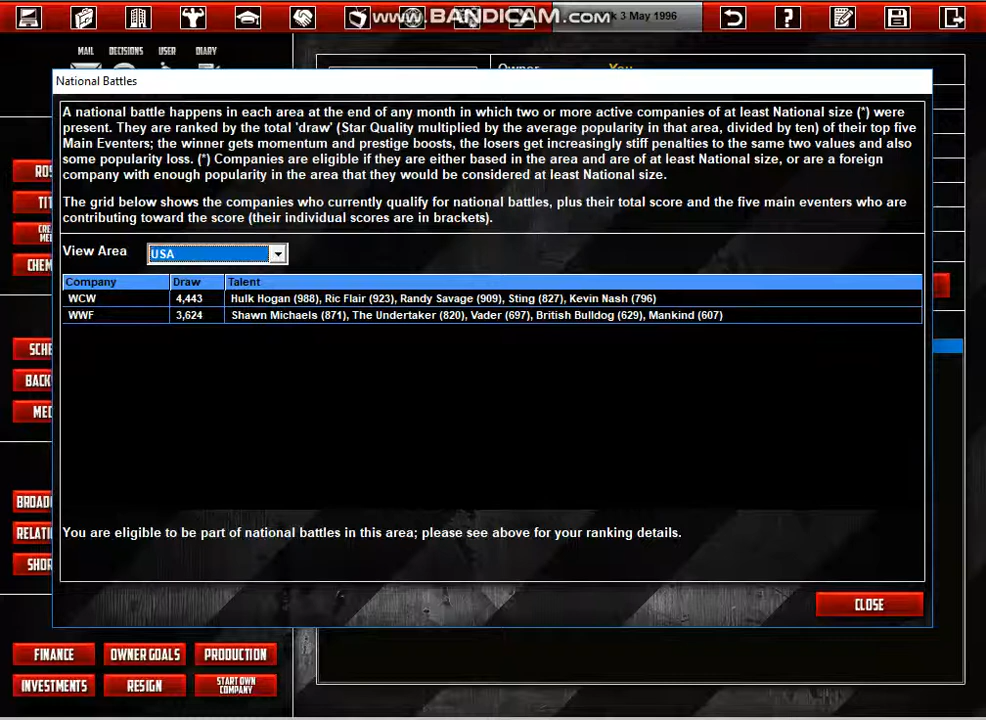 www.BANDICAM.com
k 3 May 1996
MAIL DECISIONS USER DIARY
Owner You
National Battles
A national battle happens in each area at the end of any month in which two or more active companies of at least National size (*) were
present. They are ranked by the total 'draw' (Star Quality multiplied by the average popularity in that area, divided by ten) of their top five
Main Eventers; the winner gets momentum and prestige boosts, the losers get increasingly stiff penalties to the same two values and also
some popularity loss. (*) Companies are eligible if they are either based in the area and are of at least National size, or are a foreign
company with enough popularity in the area that they would be considered at least National size.
The grid below shows the companies who currently qualify for national battles, plus their total score and the five main eventers who are
contributing toward the score (their individual scores are in brackets).
View Area USA
Company Draw Talent
WCW 4,443 Hulk Hogan (988), Ric Flair (923), Randy Savage (909), Sting (827), Kevin Nash (796)
WWF 3,624 Shawn Michaels (871), The Undertaker (820), Vader (697), British Bulldog (629), Mankind (607)
You are eligible to be part of national battles in this area; please see above for your ranking details.
CLOSE
ROS
TIT
CRE
MEL
CHEM
SCHE
BACK
MED
BROAD
RELATI
SHOR
FINANCE OWNER GOALS PRODUCTION
INVESTMENTS RESIGN START OWN
COMPANY